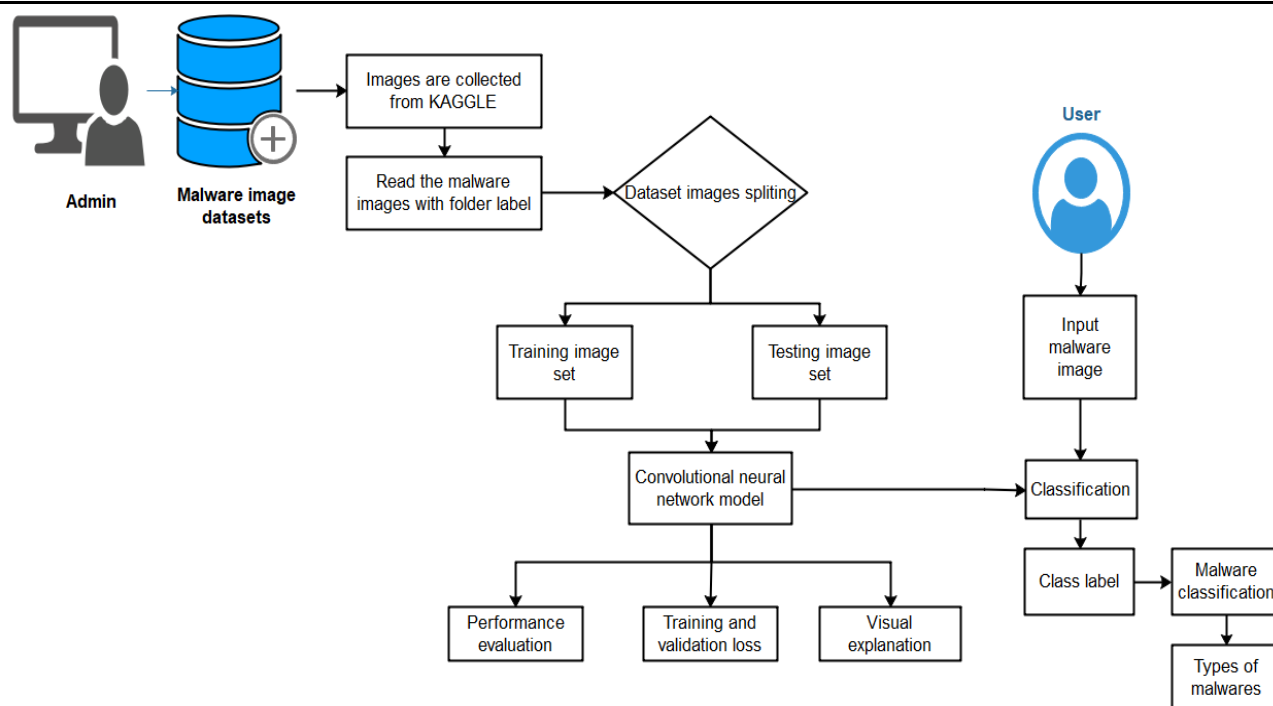 Admin
Malware image
datasets
Images are collected
from KAGGLE
Read the malware
images with folder label
Dataset images spliting
Training image
set
Testing image
set
Convolutional neural
network model
Performance
evaluation
Training and
validation loss
Visual
explanation
User
Input
malware
image
Classification
Class label
Malware
classification
Types of
malwares